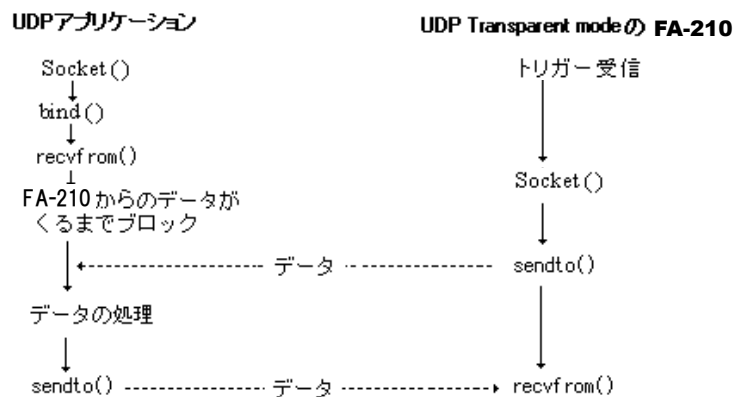 UDPアプリケーション
Socket()
bind()
recvfrom()
FA-210からのデータが
くるまでブロック
データの処理
sendto()
データ
データ
UDP Transparent modeの FA-210
トリガー受信
Socket()
sendto()
recvfrom()